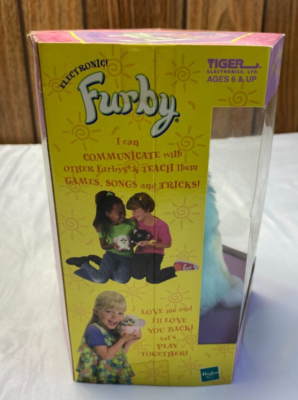 ELECTRONIC!
Furby
TIGER
ELECTRONICS, LTD
AGES 6 & UP
I can
COMMUNICATE with
OTHER Furbys & TEACH them
GAMES, SONGS and TRICKS!
LOVE me and
I'll LOVE
YOU BACK!
Let's
PLAY
TOGETHER!
Hasbro